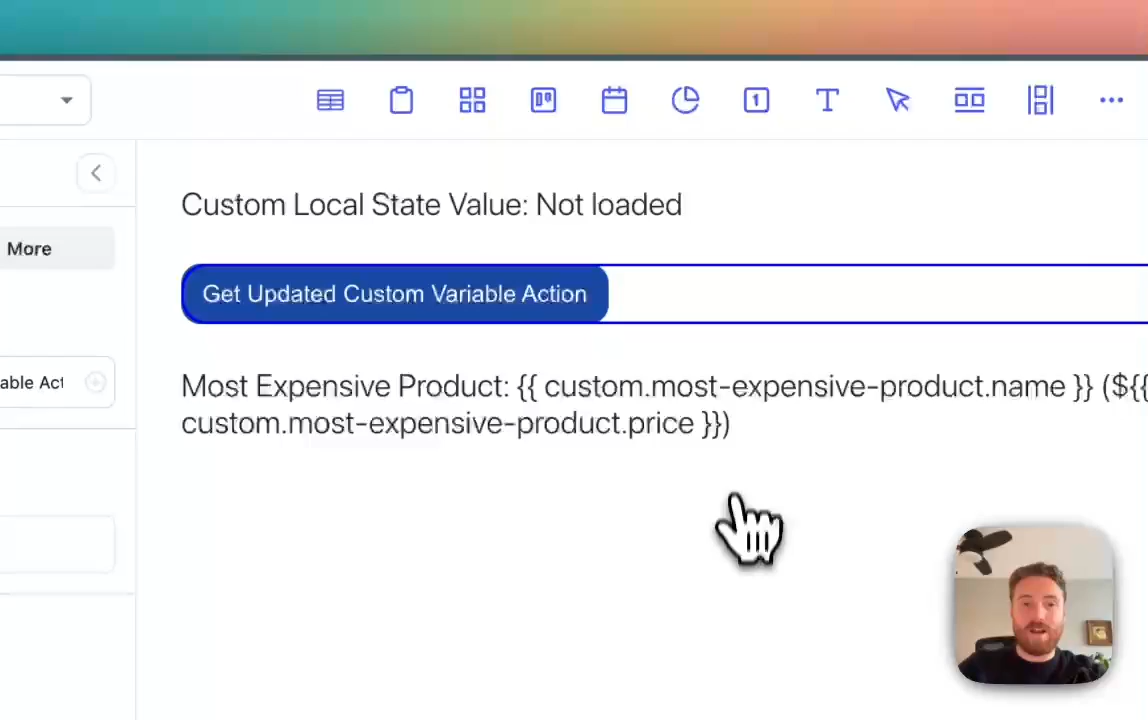 More
Custom Local State Value: Not loaded
Get Updated Custom Variable Action
able Act
Most Expensive Product: {{ custom.most-expensive-product.name }} (${{
custom.most-expensive-product.price }})
1
T